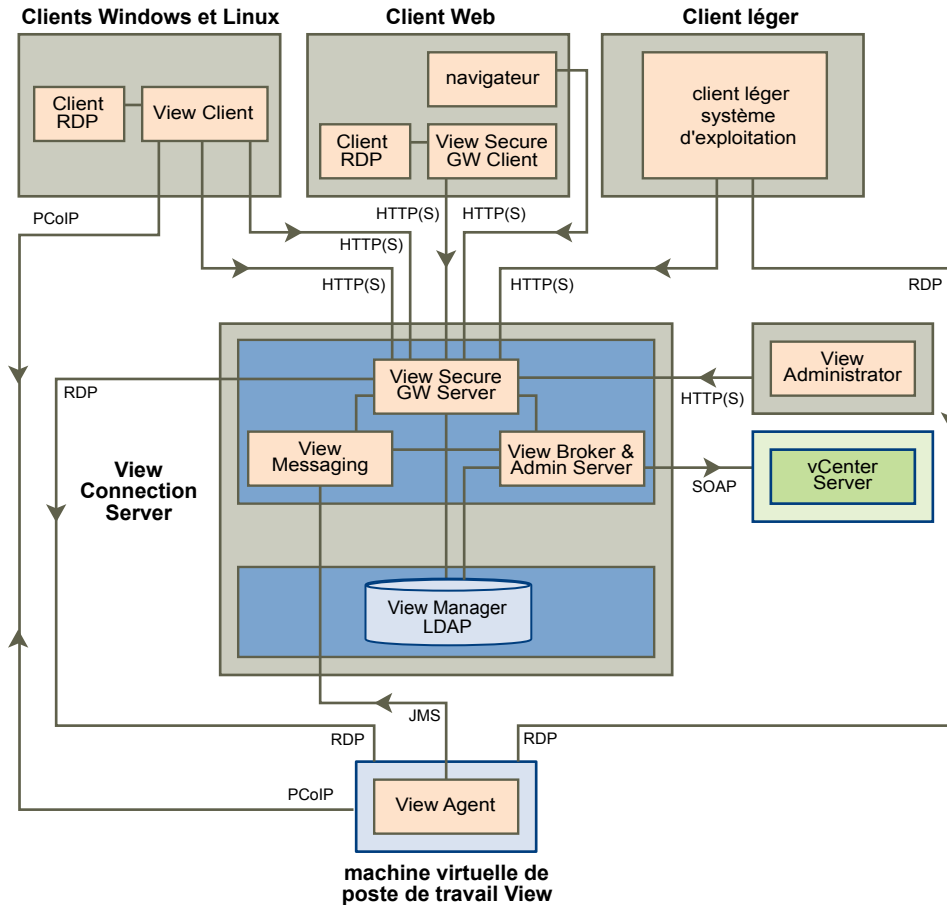 Clients Windows et Linux
Client Web
Client léger
Client
RDP
View Client
navigateur
Client
RDP
View Secure
GW Client
client léger
système
d'exploitation
PCoIP
HTTP(S)
HTTP(S)
HTTP(S)
HTTP(S)
HTTP(S)
RDP
RDP
View Secure
GW Server
View
Administrator
HTTP(S)
View
Messaging
View Broker &
Admin Server
View
Connection
Server
SOAP
vCenter
Server
View Manager
LDAP
JMS
RDP
RDP
PCoIP
View Agent
machine virtuelle de
poste de travail View